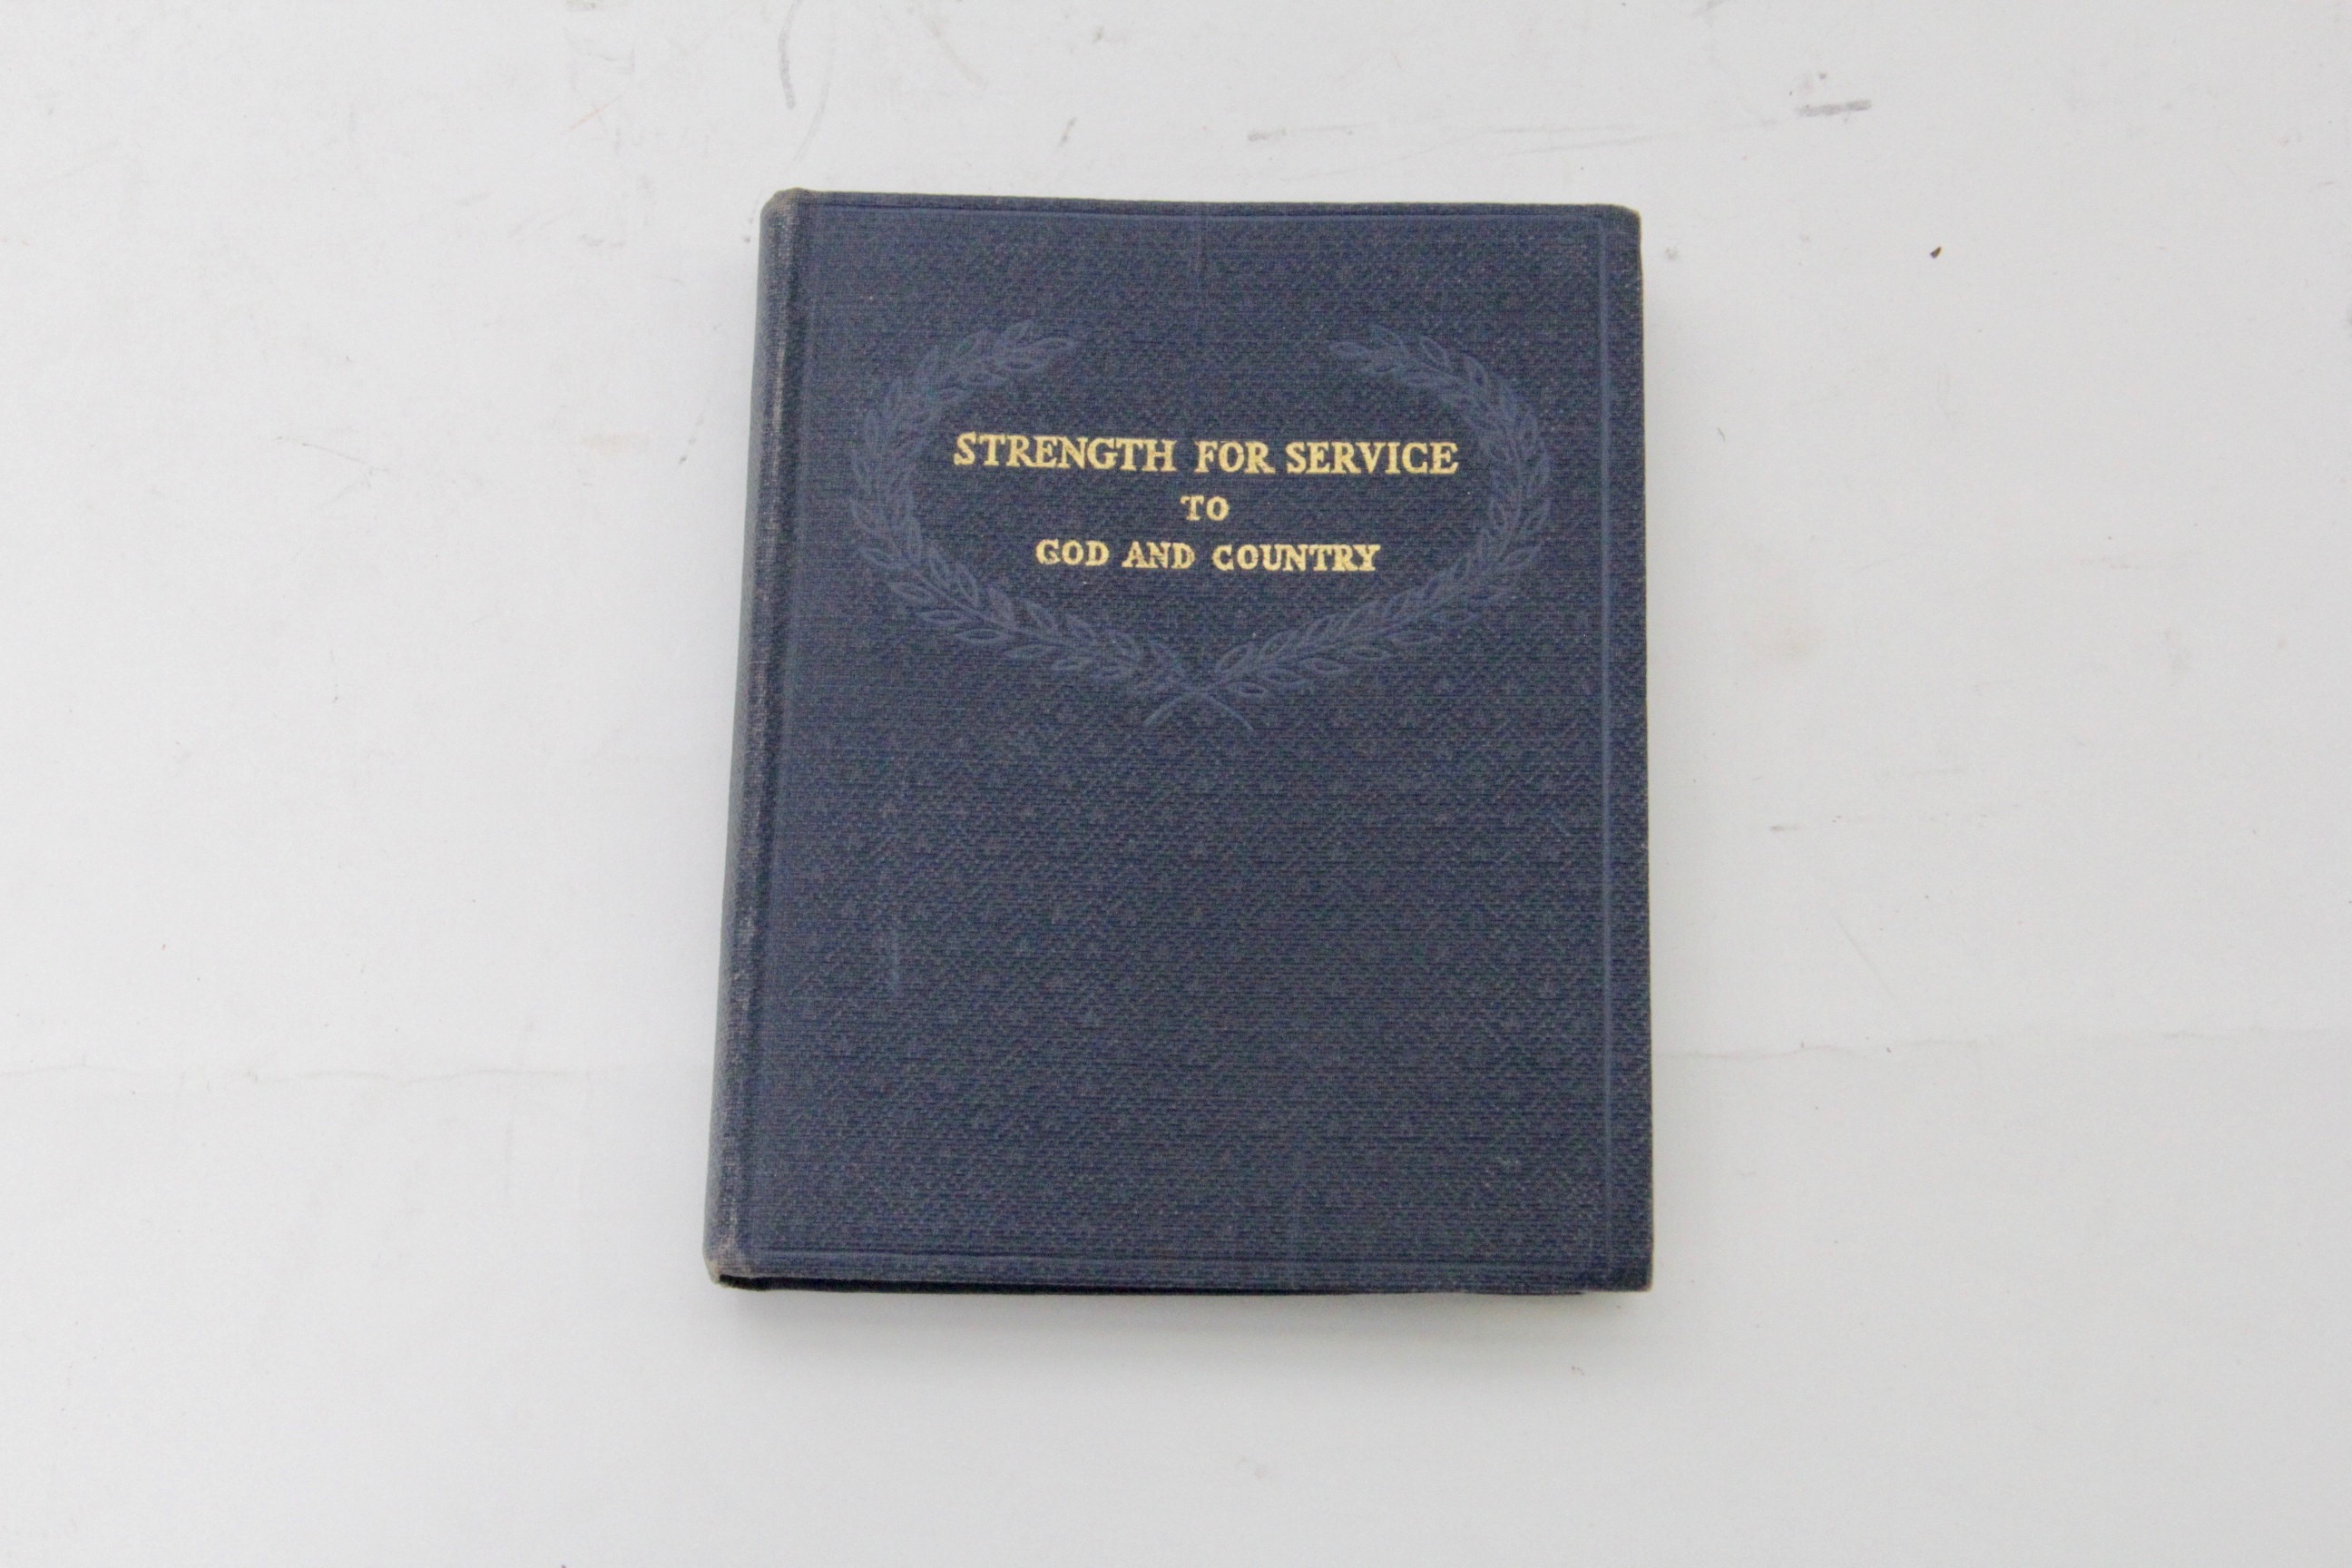 STRENGTH FOR SERVICE
TO
GOD AND COUNTRY